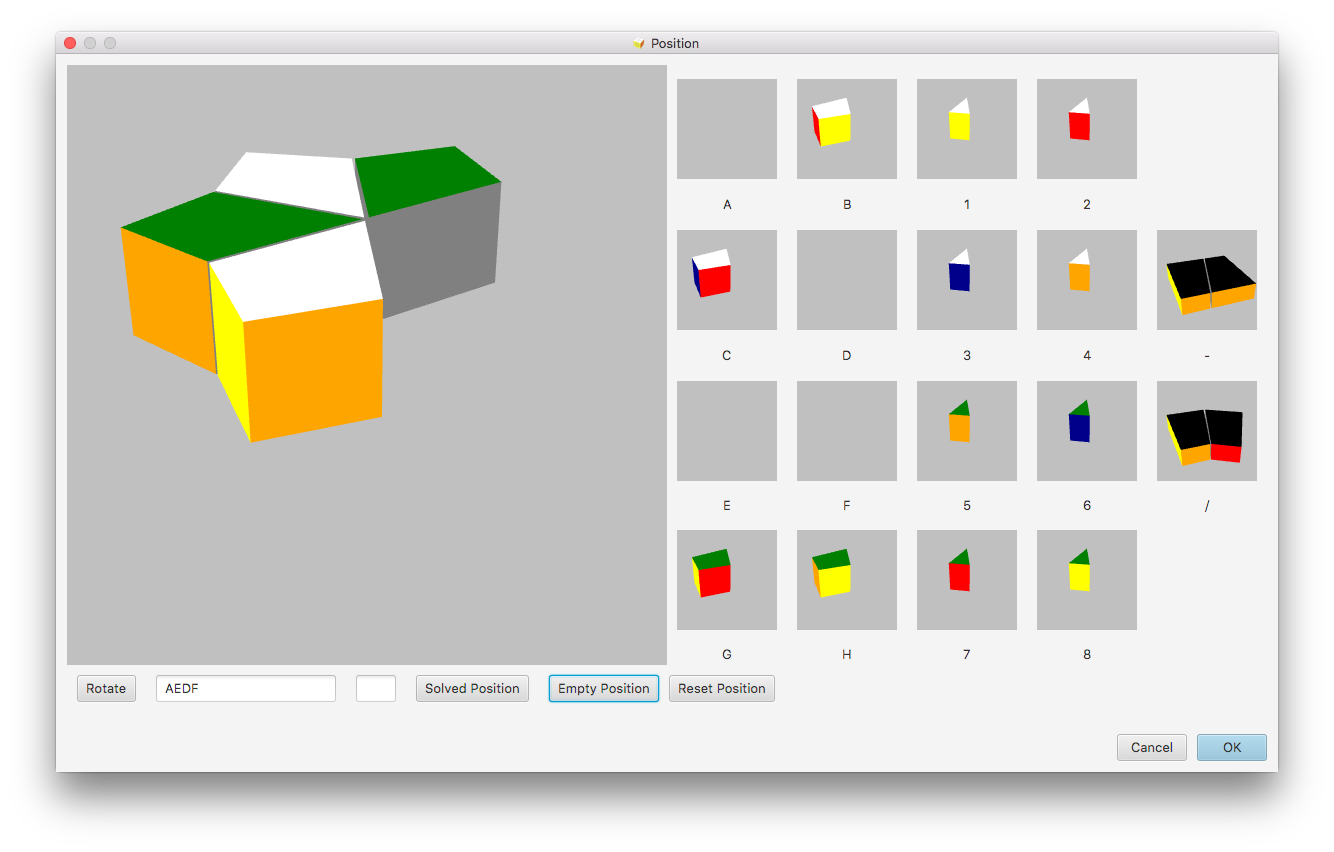 Position
A B 1 2
C D 3 4 -
E F 5 6 /
G H 7 8
Rotate AEDF Solved Position Empty Position Reset Position
Cancel OK